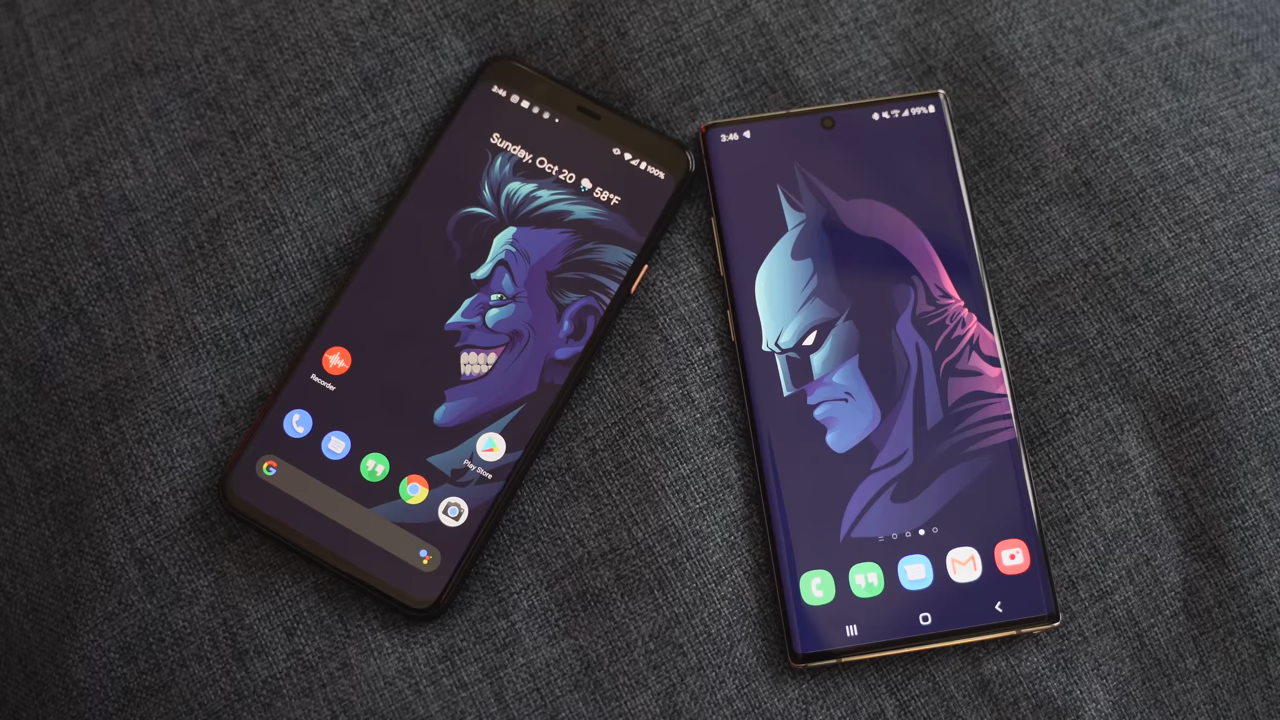 3:46
100%
Sunday, Oct 20 58°F
Recorder
Play Store
3:46
99%